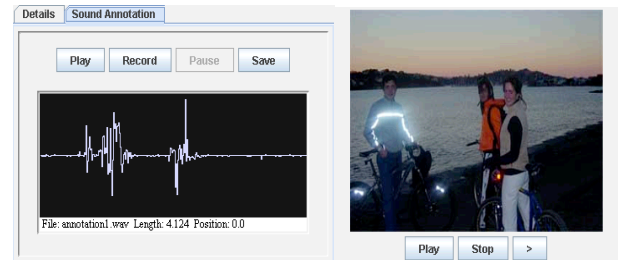 Details Sound Annotation
Play Record Pause Save
File: annotation1.wav Length: 4.124 Position: 0.0
Play Stop >